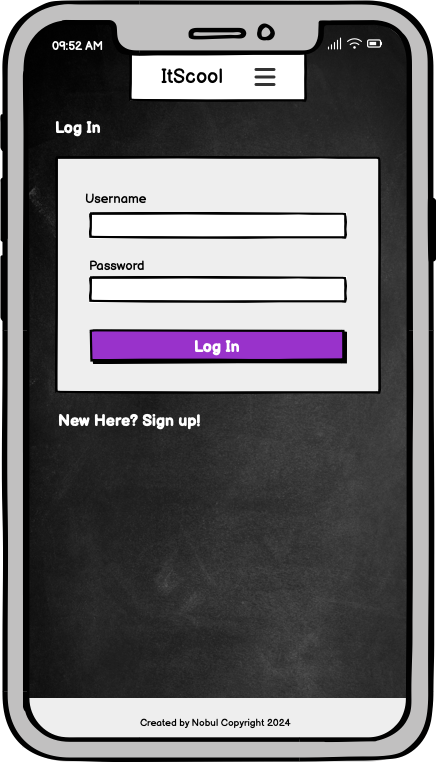 09:52 AM
ItScool
Log In
Username
Password
Log In
New Here? Sign up!
Created by Nobul Copyright 2024